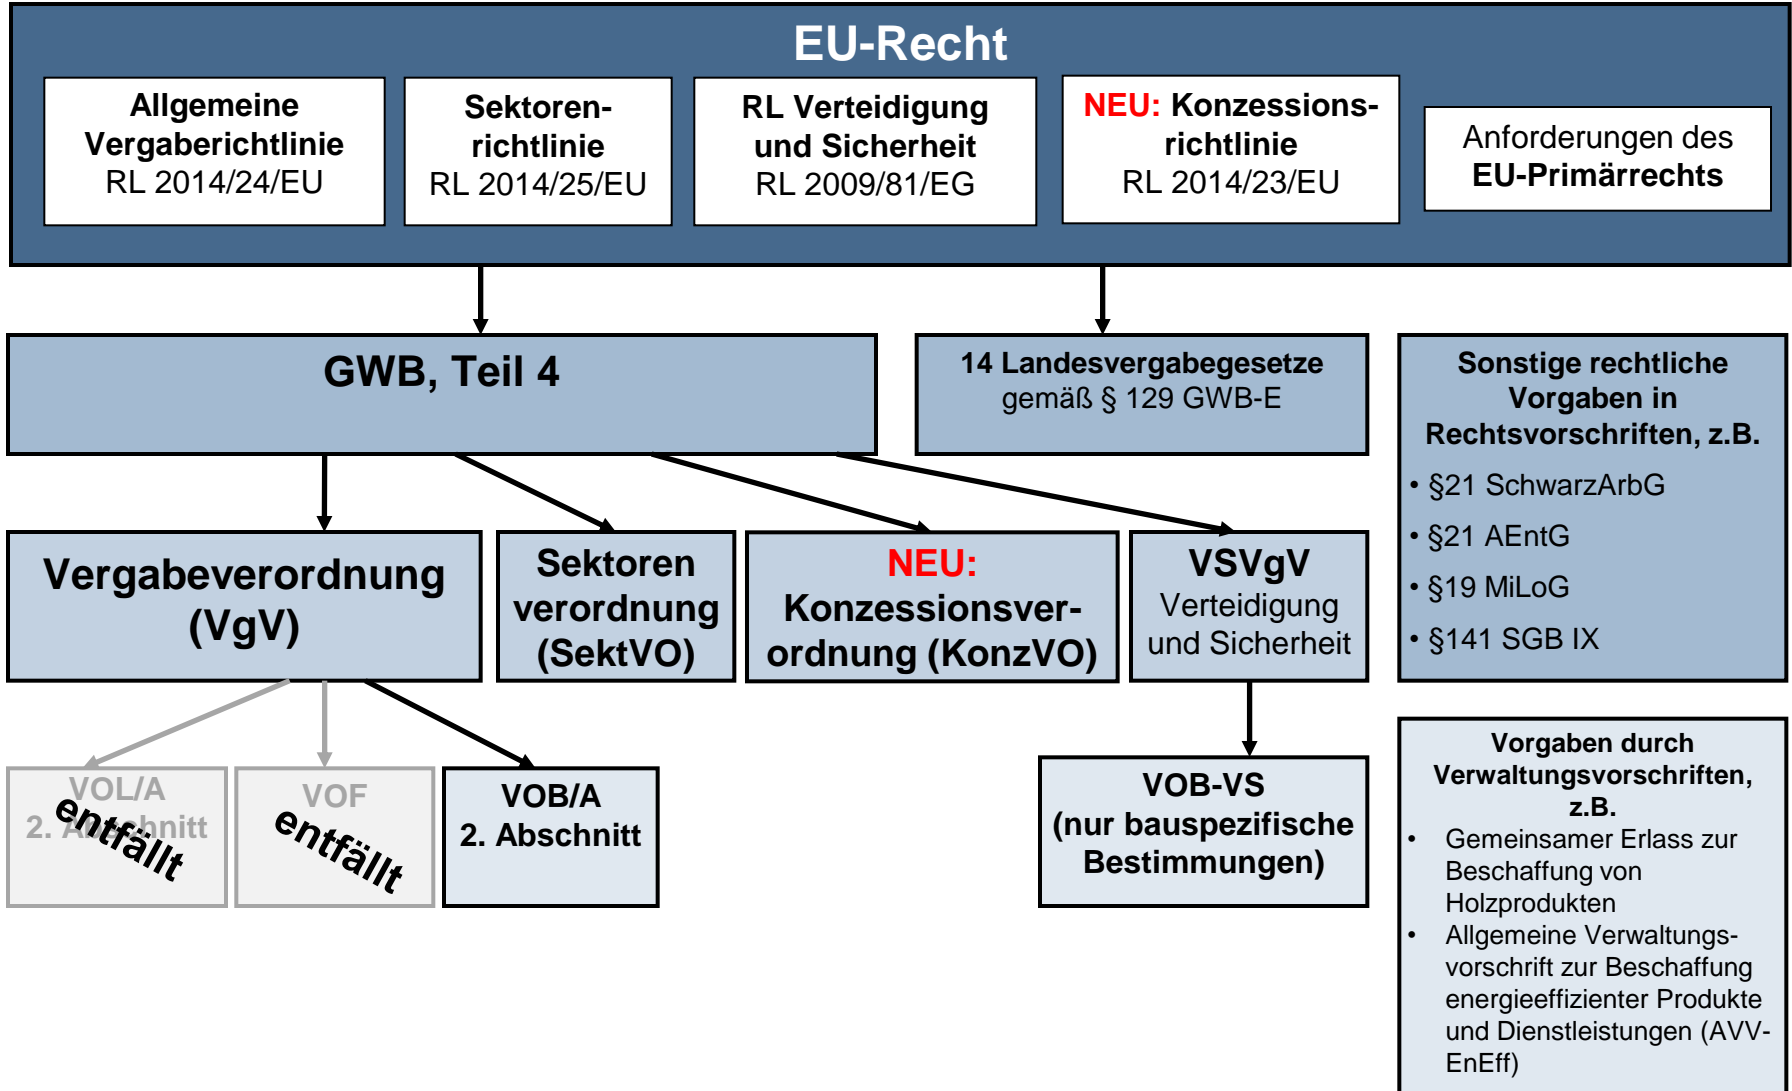 EU-Recht
Allgemeine
Vergaberichtlinie
RL 2014/24/EU
Sektoren-
richtlinie
RL 2014/25/EU
RL Verteidigung
und Sicherheit
RL 2009/81/EG
NEU: Konzessions-
richtlinie
RL 2014/23/EU
Anforderungen des
EU-Primärrechts
GWB, Teil 4
14 Landesvergabegesetze
gemäß § 129 GWB-E
Sonstige rechtliche
Vorgaben in
Rechtsvorschriften, z.B.
• §21 SchwarzArbG
• §21 AEntG
• §19 MiLoG
• §141 SGB IX
Vergabeverordnung
(VgV)
Sektoren
verordnung
(SektVO)
NEU:
Konzessionsver-
ordnung (KonzVO)
VSVgV
Verteidigung
und Sicherheit
VOL/A
2. Abschnitt
entfällt
VOF
entfällt
VOB/A
2. Abschnitt
VOB-VS
(nur bauspezifische
Bestimmungen)
Vorgaben durch
Verwaltungsvorschriften,
z.B.
• Gemeinsamer Erlass zur
Beschaffung von
Holzprodukten
• Allgemeine Verwaltungs-
vorschrift zur Beschaffung
energieeffizienter Produkte
und Dienstleistungen (AVV-
EnEff)